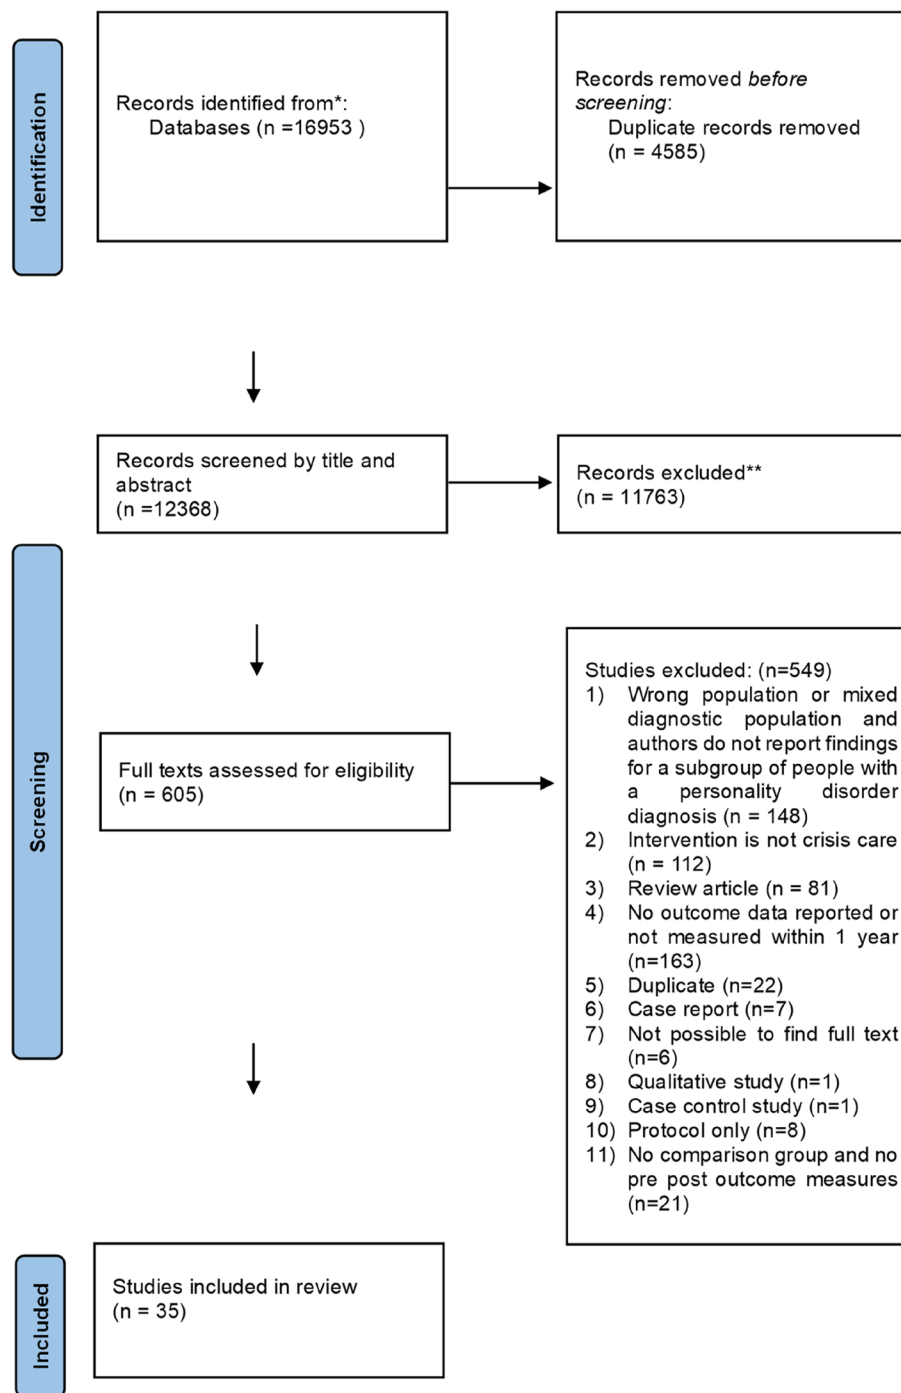 Identification
Records identified from*:
Databases (n =16953 )
Records removed before
screening:
Duplicate records removed
(n = 4585)
Records screened by title and
abstract
(n =12368)
Records excluded**
(n = 11763)
Screening
Full texts assessed for eligibility
(n = 605)
Studies excluded: (n=549)
1) Wrong population or mixed
diagnostic population and
authors do not report findings
for a subgroup of people with
a personality disorder
diagnosis (n = 148)
2) Intervention is not crisis care
(n = 112)
3) Review article (n = 81)
4) No outcome data reported or
not measured within 1 year
(n=163)
5) Duplicate (n=22)
6) Case report (n=7)
7) Not possible to find full text
(n=6)
8) Qualitative study (n=1)
9) Case control study (n=1)
10) Protocol only (n=8)
11) No comparison group and no
pre post outcome measures
(n=21)
Included
Studies included in review
(n = 35)